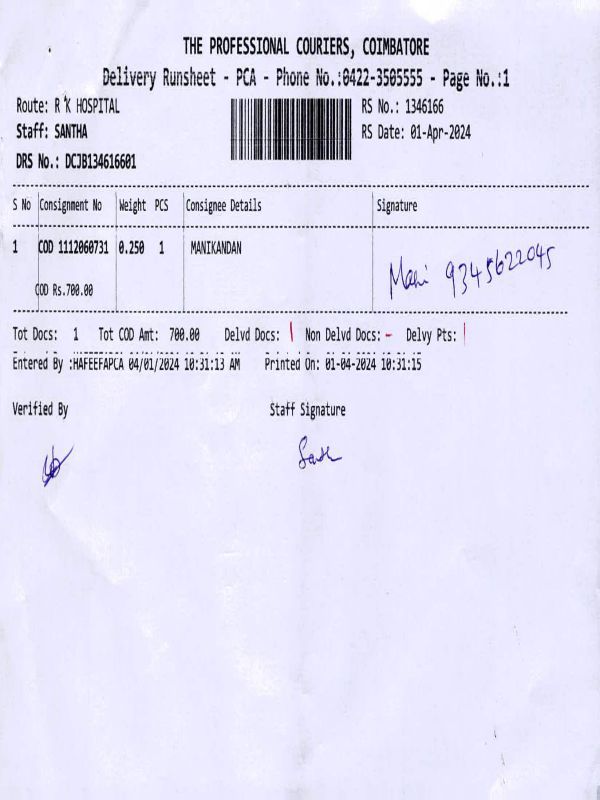 THE PROFESSIONAL COURIERS, COIMBATORE
Delivery Runsheet - PCA - Phone No.:0422-3505555 - Page No.:1
Route: R K HOSPITAL
RS No.: 1346166
Staff: SANTHA
RS Date: 01-Apr-2024
DRS No.: DCJB134616601
S No Consignment No Weight PCS Consignee Details Signature
1 COD 1112060731 0.250 1 MANIKANDAN
Mani 9345622045
COD Rs.700.00
Tot Docs: 1 Tot COD Amt: 700.00 Delvd Docs: | Non Delvd Docs: - Delvy Pts: |
Entered By :HAFEEFAPCA 04/01/2024 10:31:13 AM Printed On: 01-04-2024 10:31:15
Verified By Staff Signature